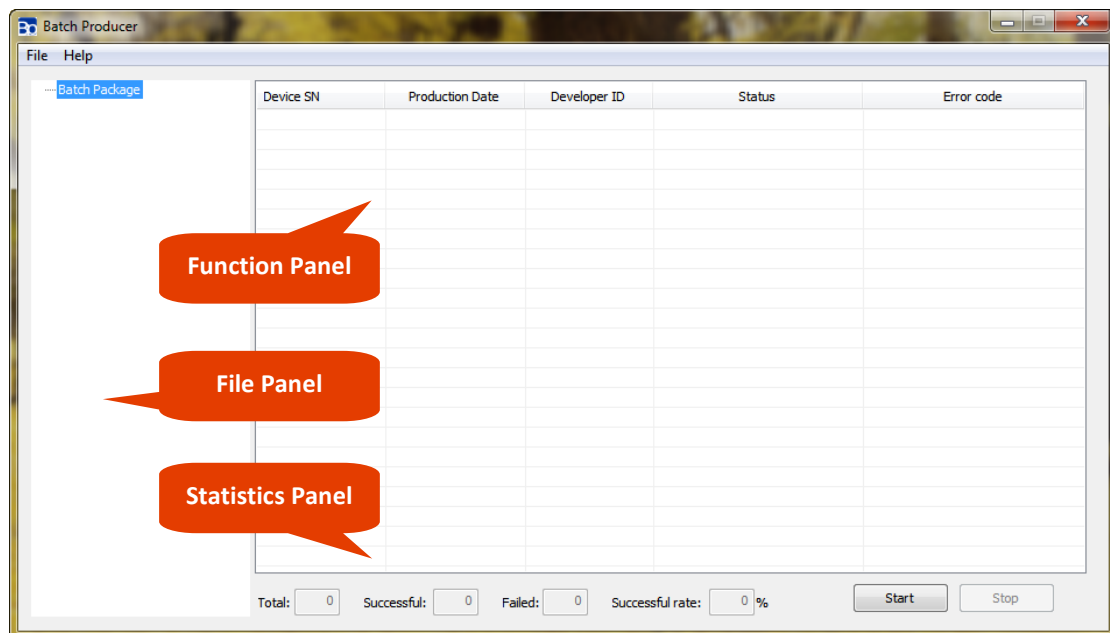 Batch Producer
File Help
Batch Package
Device SN Production Date Developer ID Status Error code
Function Panel
File Panel
Statistics Panel
Total: 0 Successful: 0 Failed: 0 Successful rate: 0 % Start Stop